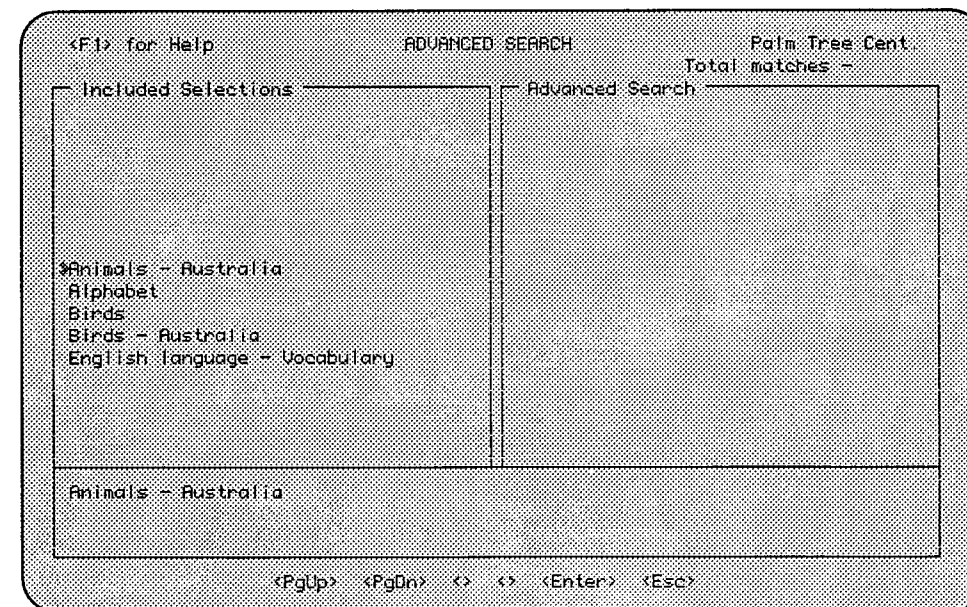 <F1> for Help ADVANCED SEARCH Palm Tree Cent.
Total matches -
Included Selections Advanced Search
»Animals - Australia
Alphabet
Birds
Birds - Australia
English language - Vocabulary
Animals - Australia
<PgUp> <PgDn> <> <> <Enter> <Esc>